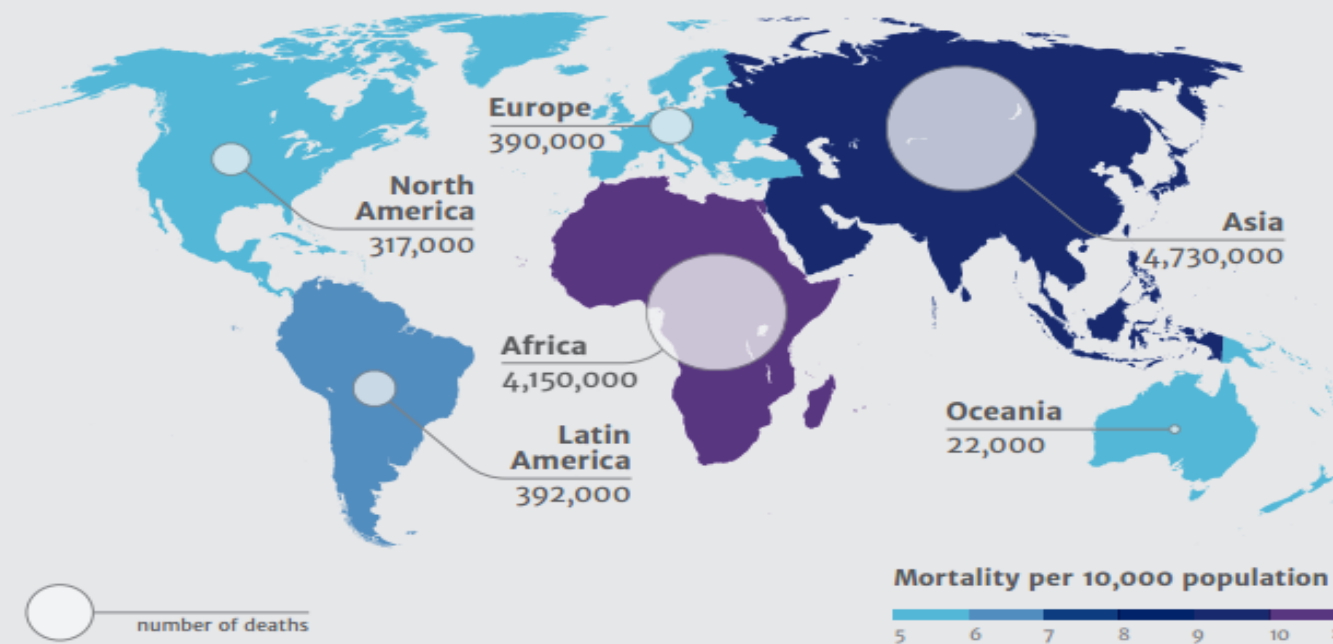 Europe
390,000
North
America
317,000
Asia
4,730,000
Africa
4,150,000
Oceania
22,000
Latin
America
392,000
Mortality per 10,000 population
number of deaths
5 6 7 8 9 10